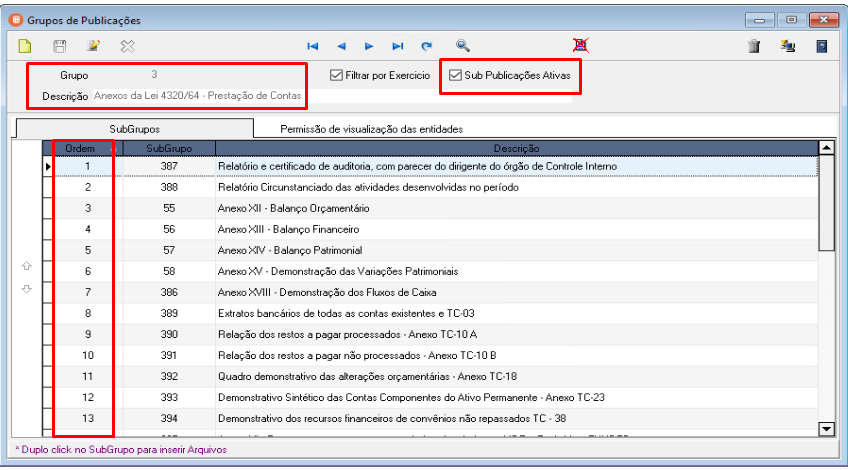 Grupos de Publicações
Grupo 3
Filtrar por Exercicio
Sub Publicações Ativas
Descrição Anexos da Lei 4320/64 - Prestação de Contas
SubGrupos
Permissão de visualização das entidades
Ordem SubGrupo Descrição
1 387 Relatório e certificado de auditoria, com parecer do dirigente do órgão de Controle Interno
2 388 Relatório Circunstanciado das atividades desenvolvidas no período
3 55 Anexo XII - Balanço Orçamentário
4 56 Anexo XIII - Balanço Financeiro
5 57 Anexo XIV - Balanço Patrimonial
6 58 Anexo XV - Demonstração das Variações Patrimoniais
7 386 Anexo XVIII - Demonstração dos Fluxos de Caixa
8 389 Extratos bancários de todas as contas existentes e TC-03
9 390 Relação dos restos a pagar processados - Anexo TC-10 A
10 391 Relação dos restos a pagar não processados - Anexo TC-10 B
11 392 Quadro demonstrativo das alterações orçamentárias - Anexo TC-18
12 393 Demonstrativo Sintético das Contas Componentes do Ativo Permanente - Anexo TC-23
13 394 Demonstrativo dos recursos financeiros de convênios não repassados TC - 38
* Duplo click no SubGrupo para inserir Arquivos